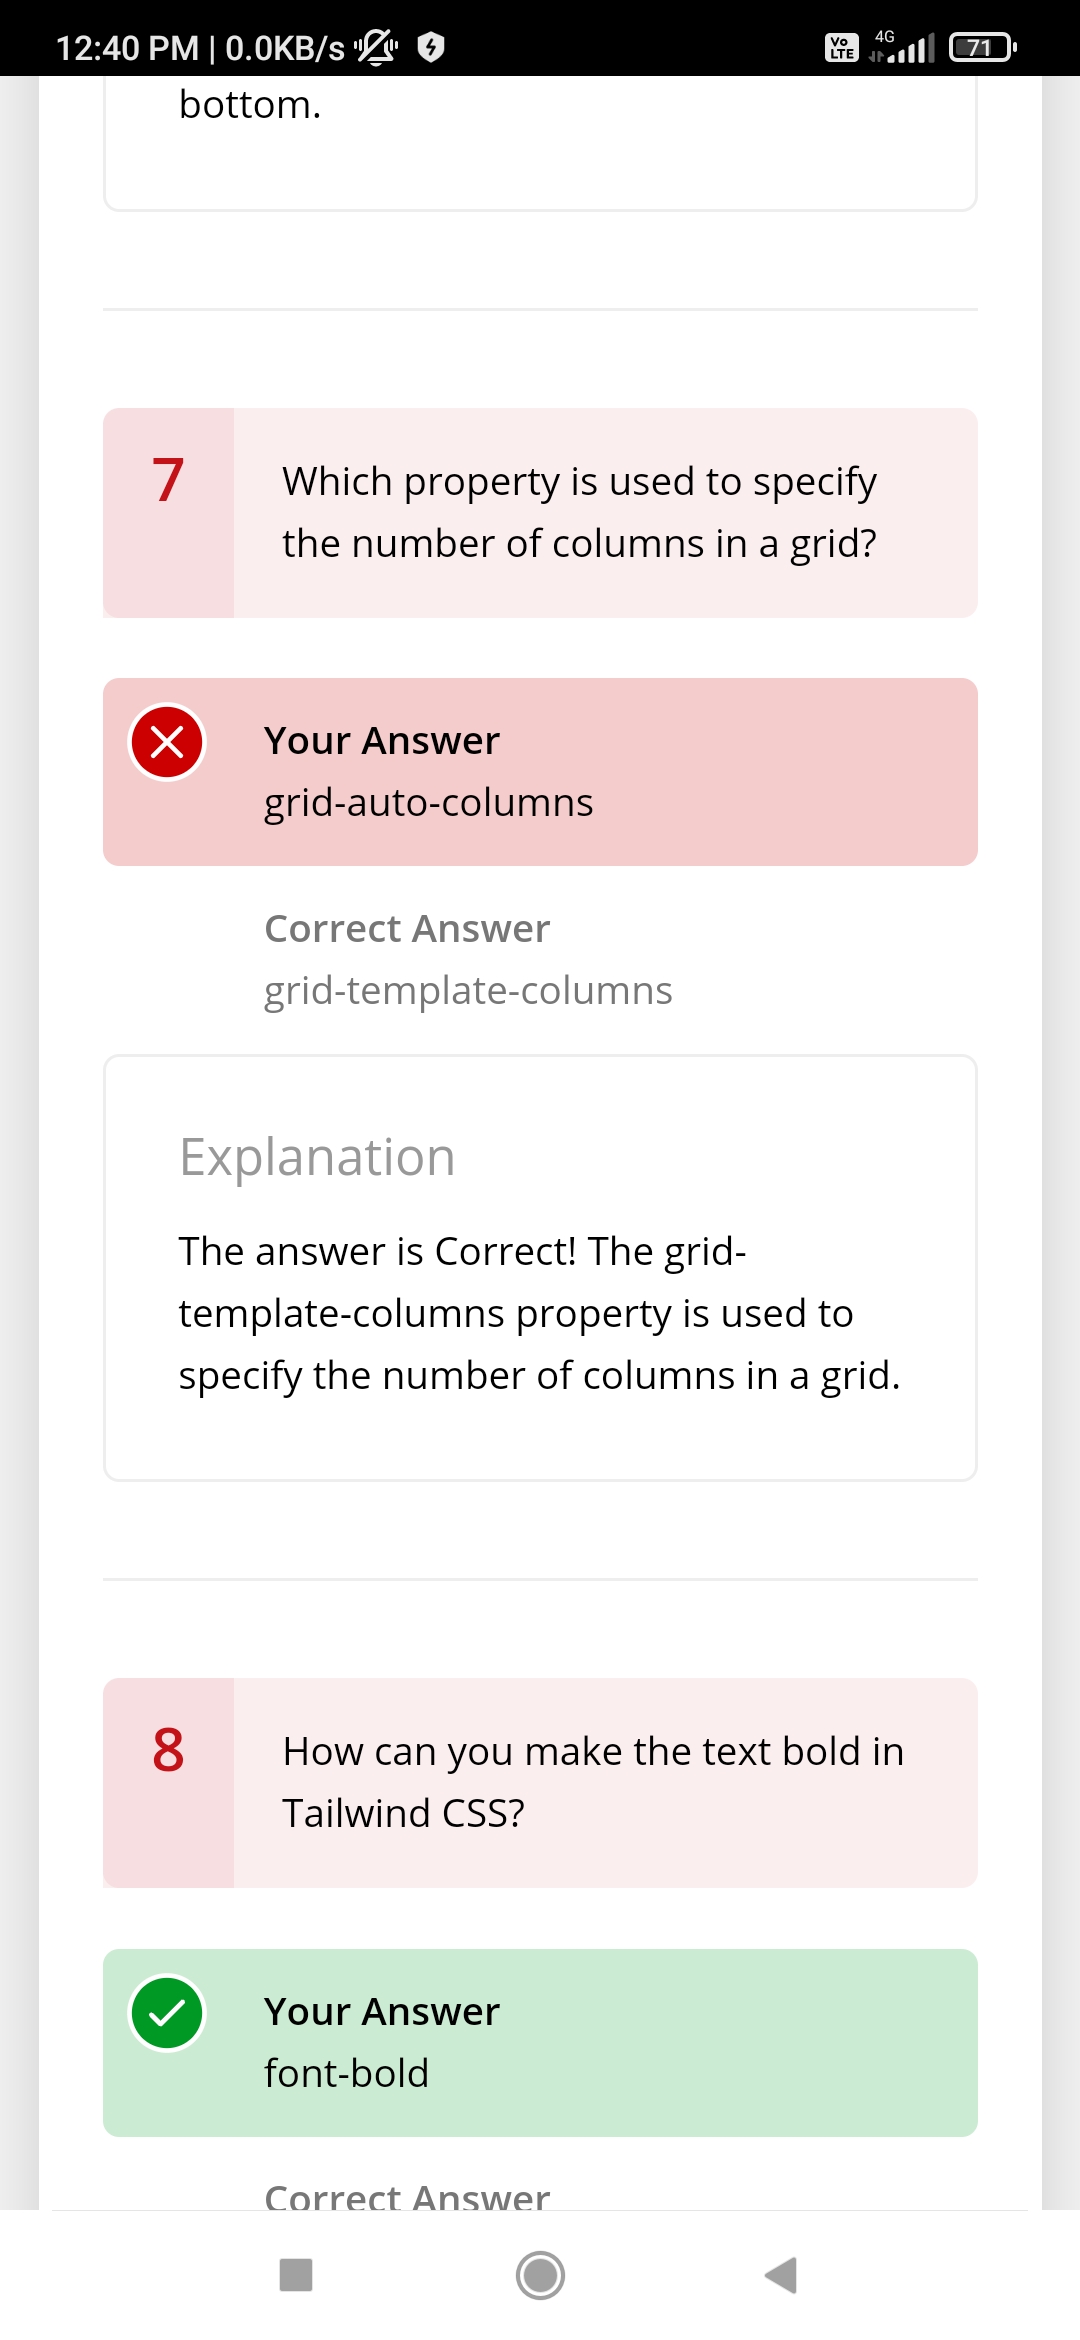 12:40 PM | 0.0KB/s
Vo
LTE
4G
71
bottom.
7
Which property is used to specify
the number of columns in a grid?
Your Answer
grid-auto-columns
Correct Answer
grid-template-columns
Explanation
The answer is Correct! The grid-
template-columns property is used to
specify the number of columns in a grid.
8
How can you make the text bold in
Tailwind CSS?
Your Answer
font-bold
Correct Answer